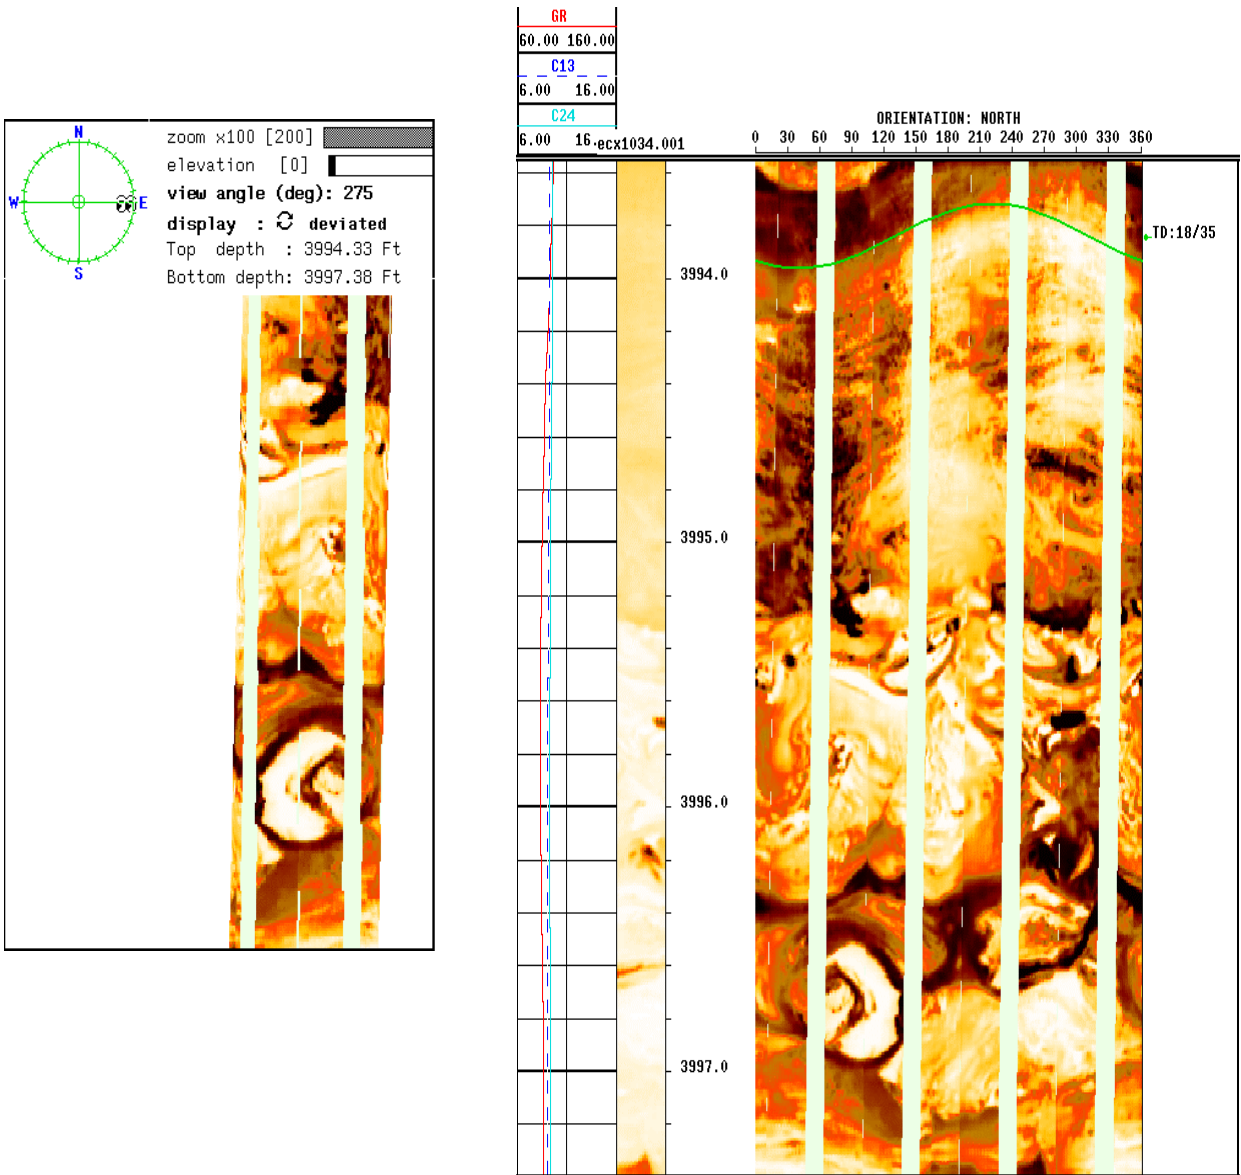 GR
60.00 160.00
C13
6.00 16.00
C24
6.00 16.
ecx1034.001
ORIENTATION: NORTH
0 30 60 90 120 150 180 210 240 270 300 330 360
N
W E
S
zoom x100 [200]
elevation [0]
view angle (deg): 275
display : deviated
Top depth : 3994.33 Ft
Bottom depth: 3997.38 Ft
TD:18/35
3994.0
3995.0
3996.0
3997.0